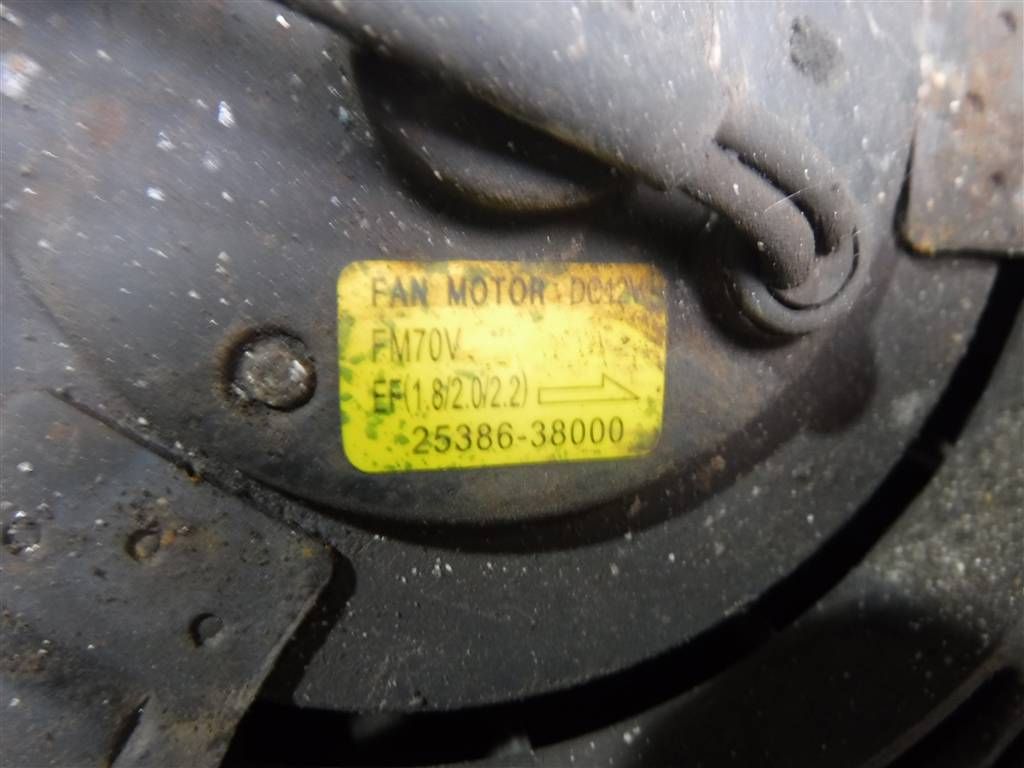 FAN MOTOR DC12V
FM70V
EF(1.8/2.0/2.2)
25386-38000